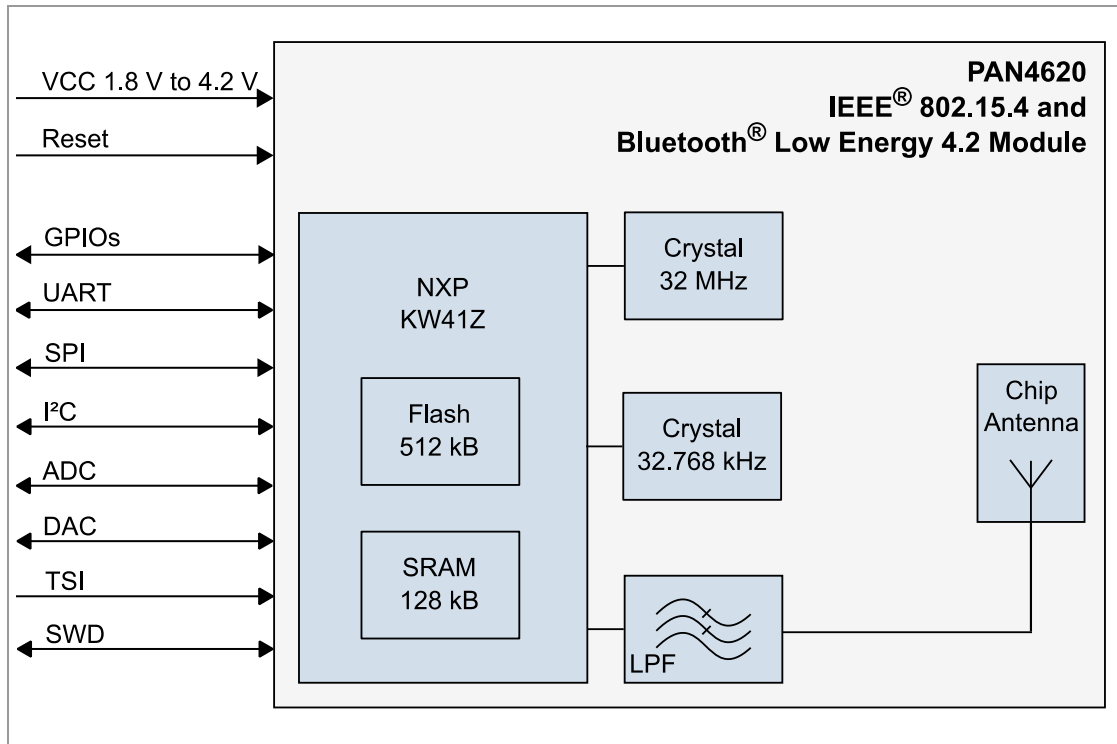 PAN4620
IEEE® 802.15.4 and
Bluetooth® Low Energy 4.2 Module
VCC 1.8 V to 4.2 V
Reset
GPIOs
UART
SPI
I²C
ADC
DAC
TSI
SWD
NXP
KW41Z
Flash
512 kB
SRAM
128 kB
Crystal
32 MHz
Crystal
32.768 kHz
LPF
Chip
Antenna